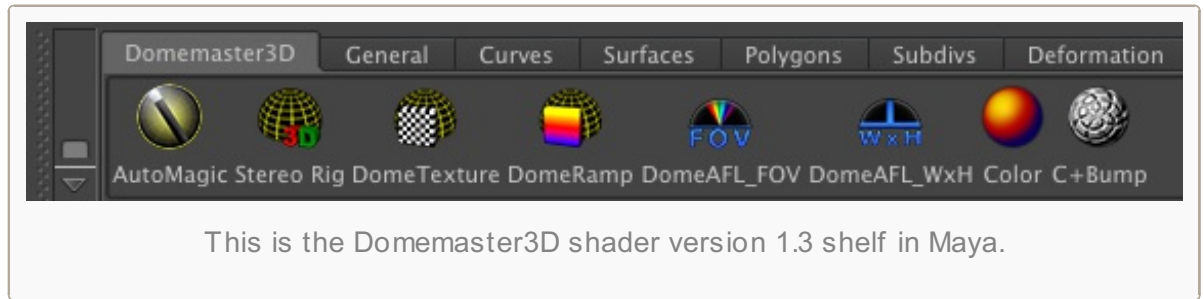 Domemaster3D General Curves Surfaces Polygons Subdivs Deformation
3D FOV WxH
AutoMagic Stereo Rig DomeTexture DomeRamp DomeAFL_FOV DomeAFL_WxH Color C+Bump
This is the Domemaster3D shader version 1.3 shelf in Maya.